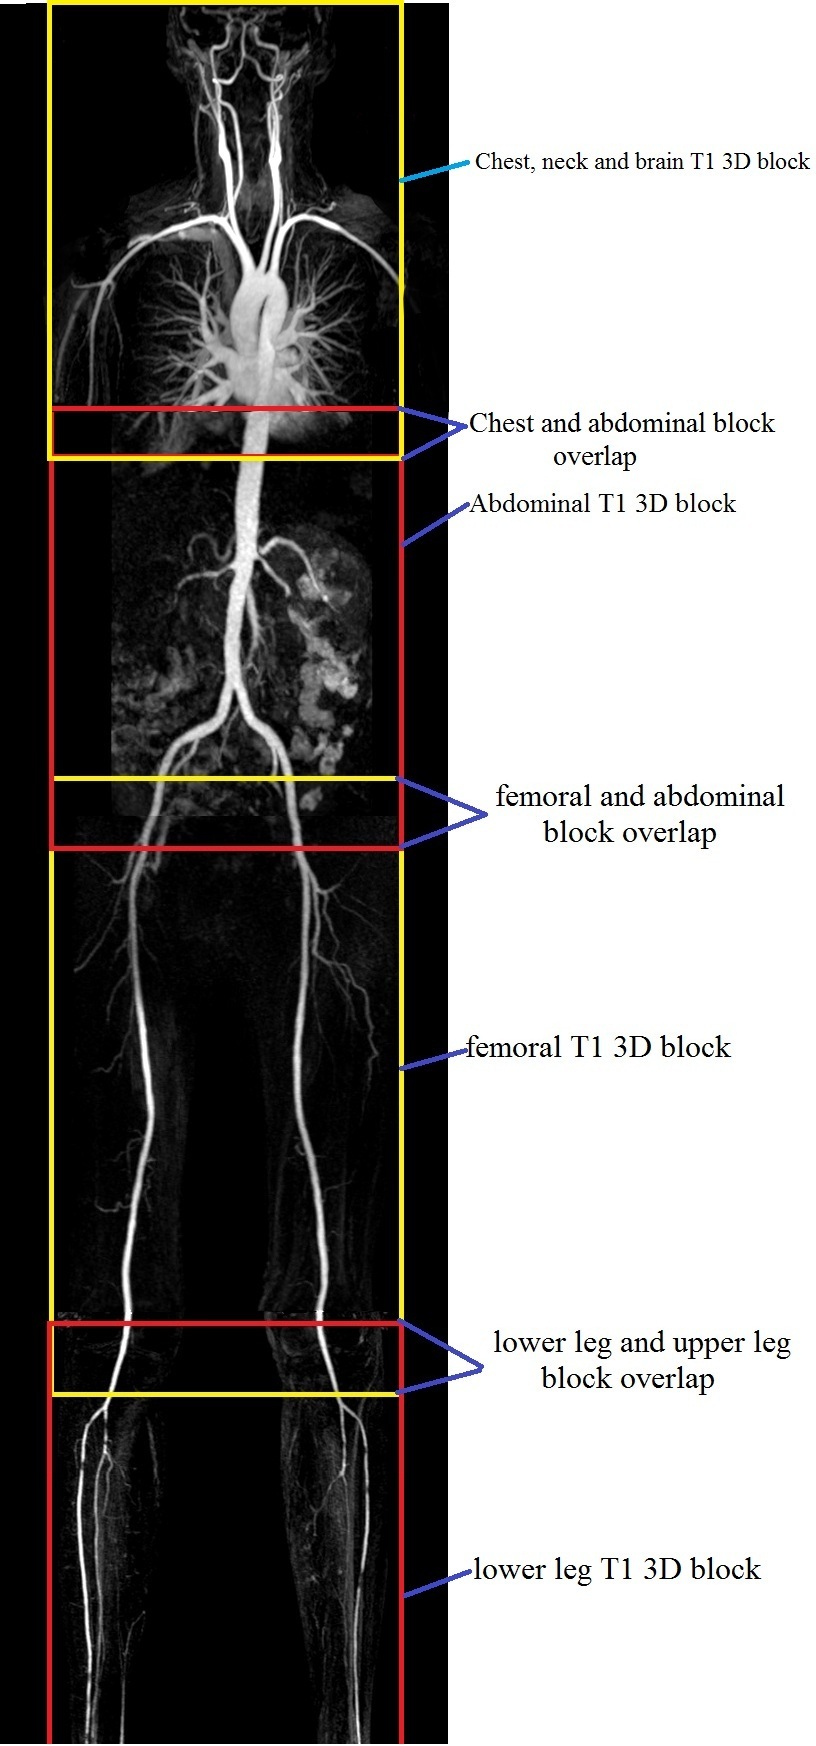 Chest, neck and brain T1 3D block
Chest and abdominal block
overlap
Abdominal T1 3D block
femoral and abdominal
block overlap
femoral T1 3D block
lower leg and upper leg
block overlap
lower leg T1 3D block